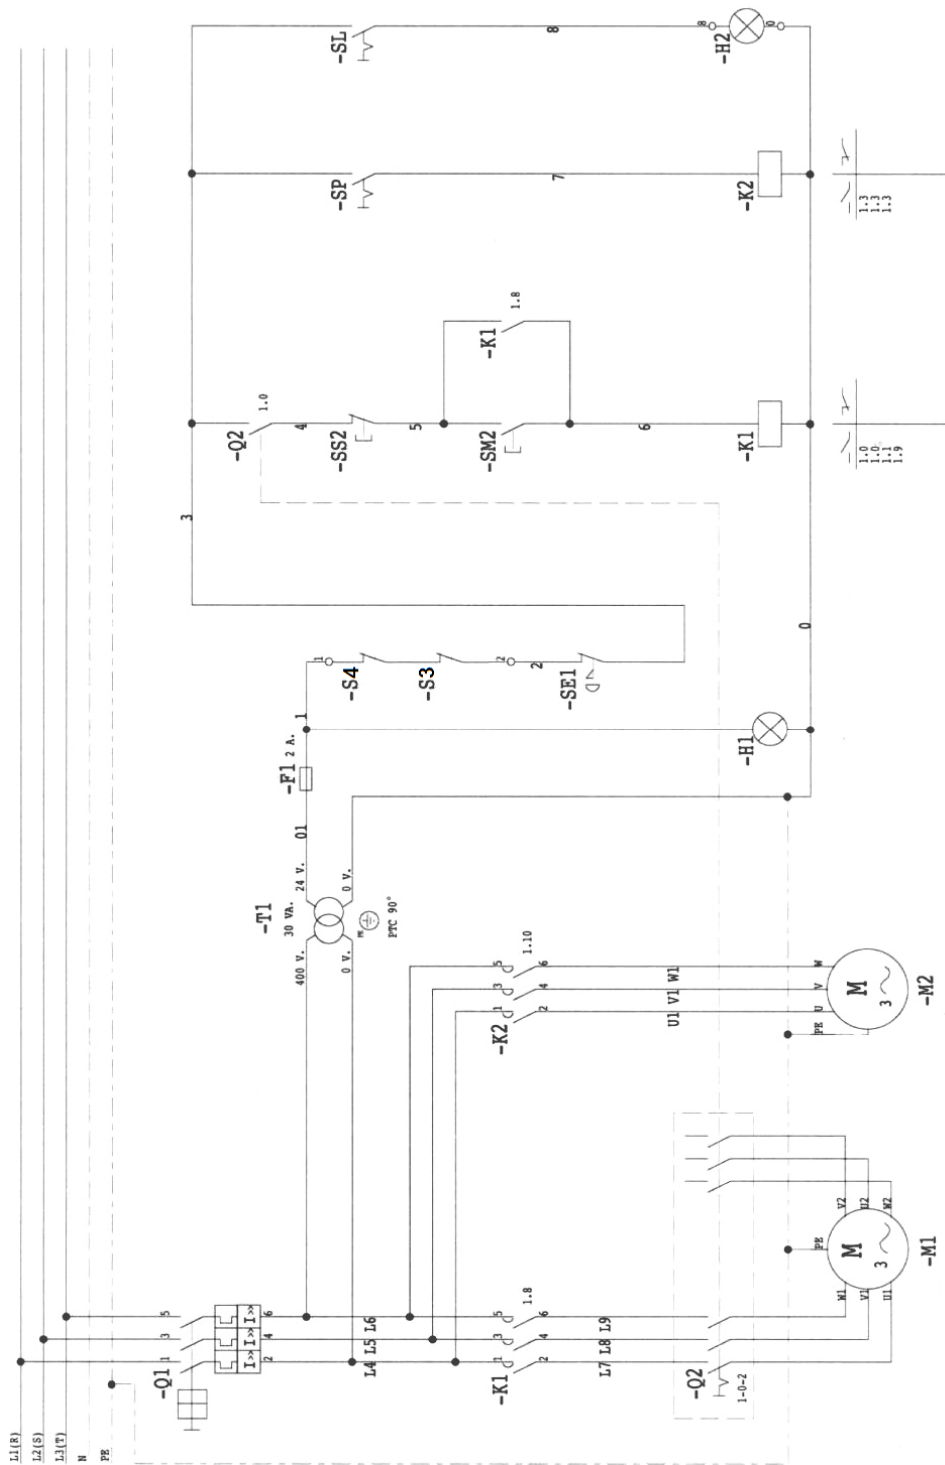 L1(R)
L2(S)
L3(T)
N
PE
-Q1
1
3
5
I>>
I>>
I>>
2
4
6
L4
L5
L6
-K1
1
3
5
2
4
6
1.8
L7
L8
L9
-Q2
1-0-2
W1
V1
U1
PE
V2
U2
W2
M
3
-M1
-K2
1
3
5
2
4
6
1.10
U1
V1
W1
PE
U
V
W
M
3
-M2
-T1
30 VA.
400 V.
0 V.
24 V.
0 V.
PE
PTC 90°
01
-F1
2 A.
1
-H1
1
-S4
-S3
2
2
-SE1
0
3
-Q2
1.0
4
-SS2
5
-SM2
-K1
1.8
6
-K1
1.0
1.0
1.1
1.9
-SP
7
-K2
1.3
1.3
1.3
-SL
8
8
-H2
0